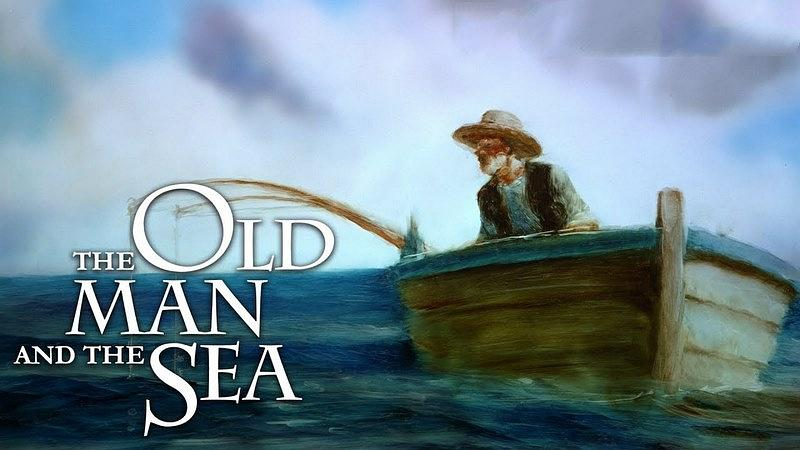 THE OLD
MAN
AND THE SEA